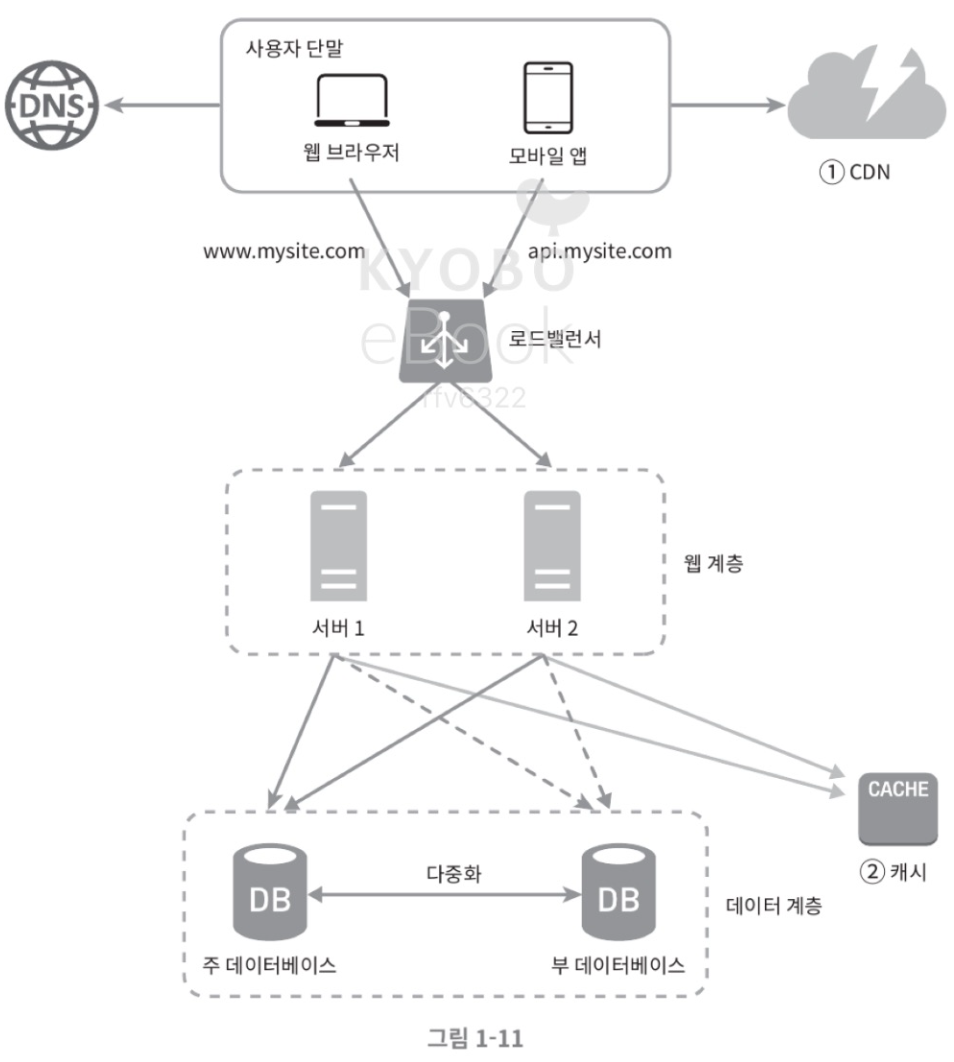 사용자 단말
DNS
웹 브라우저
모바일 앱
① CDN
www.mysite.com
api.mysite.com
KYOBO
eBook
로드밸런서
rfv6322
웹 계층
서버 1
서버 2
CACHE
② 캐시
다중화
DB
DB
데이터 계층
주 데이터베이스
부 데이터베이스
그림 1-11